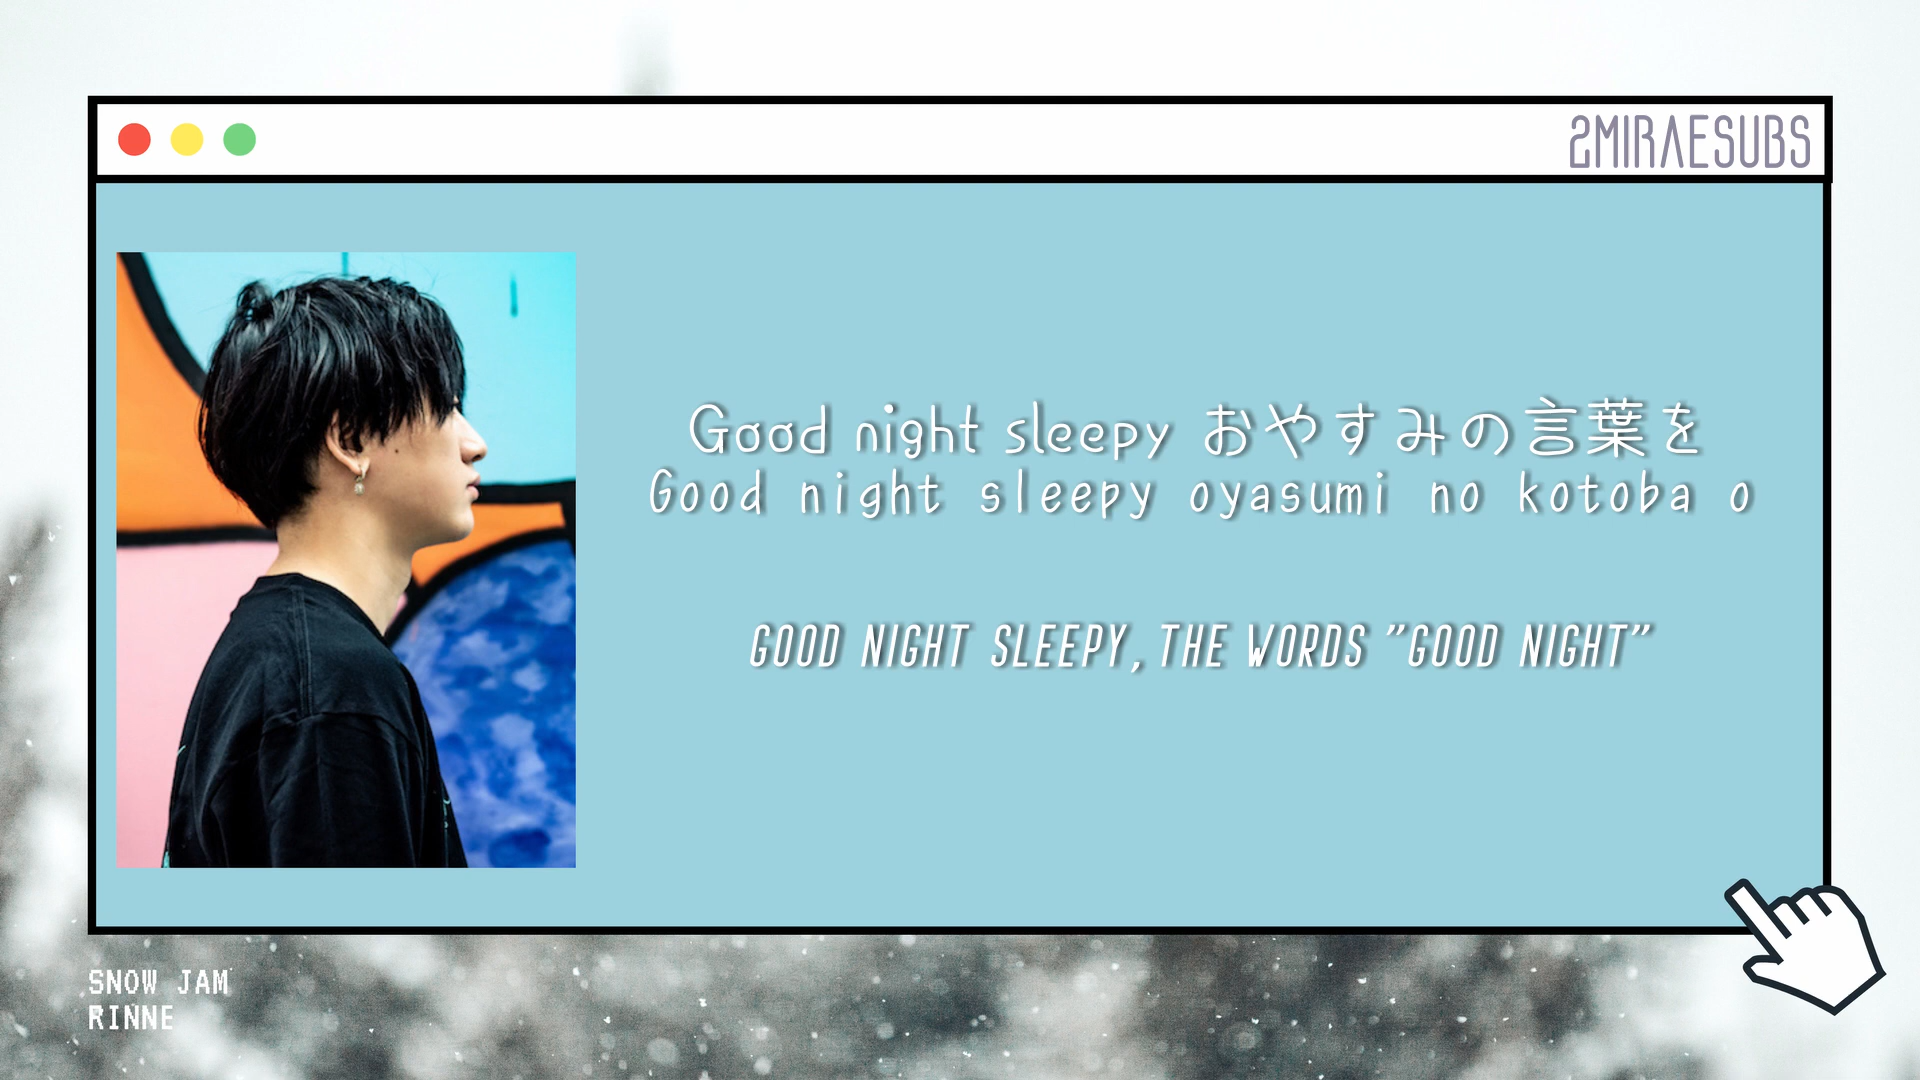 2MIRAESUBS
Good night sleepy おやすみの言葉を
Good night sleepy oyasumi no kotoba o
GOOD NIGHT SLEEPY, THE WORDS "GOOD NIGHT"
SNOW JAM
RINNE